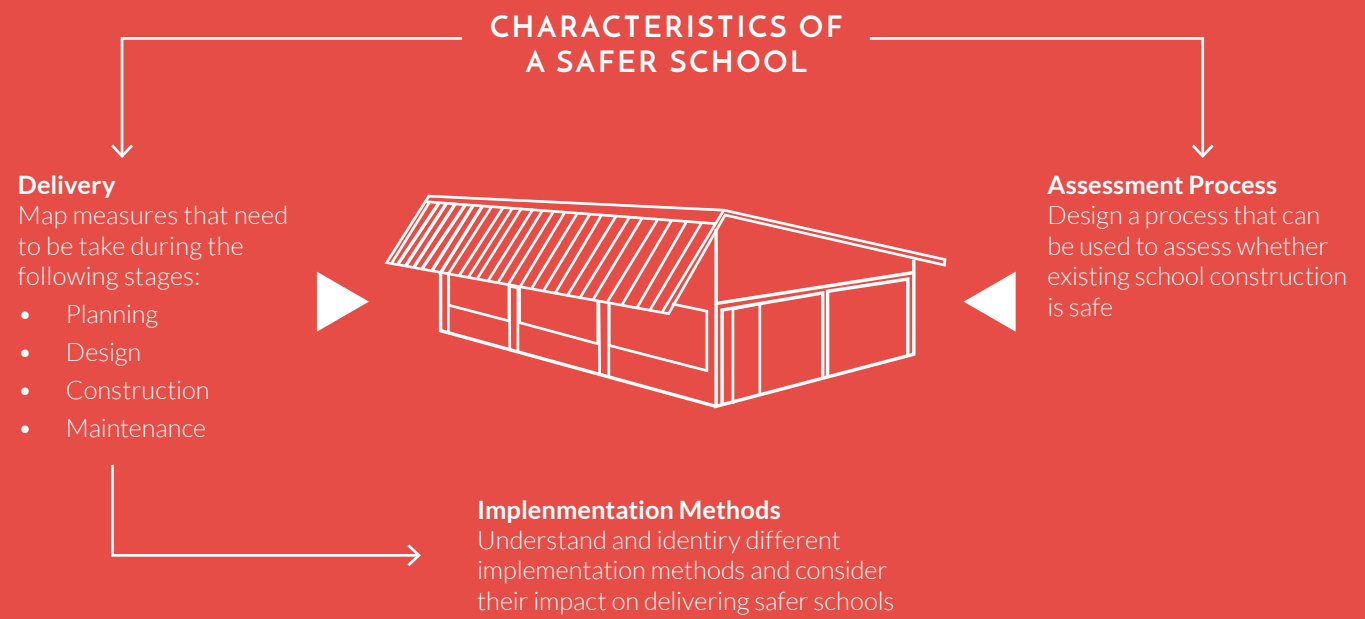 CHARACTERISTICS OF
A SAFER SCHOOL
Delivery
Map measures that need
to be take during the
following stages:
• Planning
• Design
• Construction
• Maintenance
Assessment Process
Design a process that can
be used to assess whether
existing school construction
is safe
Implenmentation Methods
Understand and identiry different
implementation methods and consider
their impact on delivering safer schools